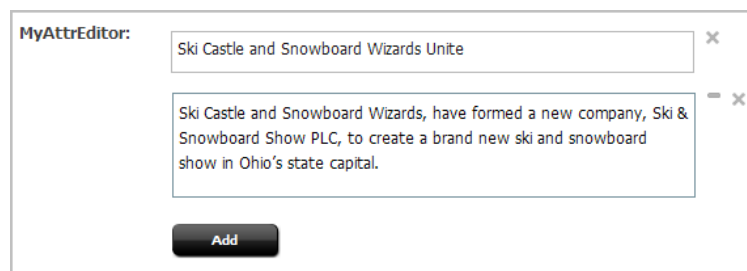 MyAttrEditor:
Ski Castle and Snowboard Wizards Unite
Ski Castle and Snowboard Wizards, have formed a new company, Ski &
Snowboard Show PLC, to create a brand new ski and snowboard
show in Ohio’s state capital.
Add